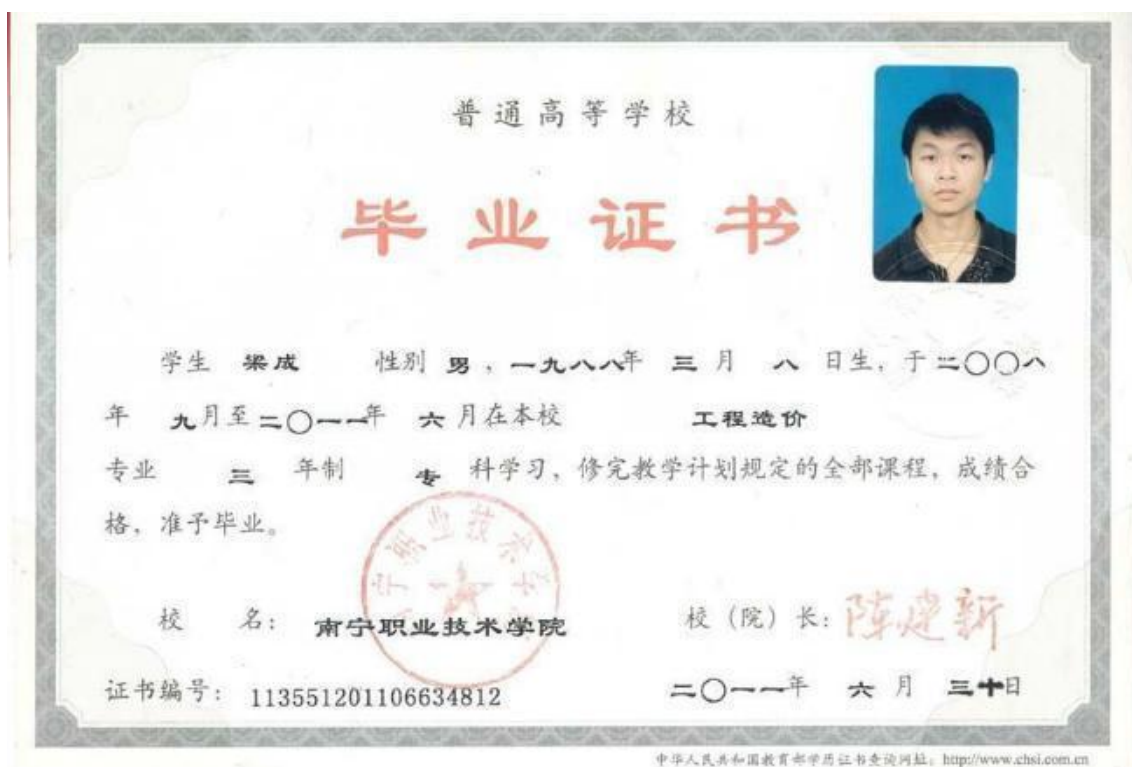 普通高等学校
毕业证书
学生 梁成 性别 男，一九八八年 三月 八 日生，于二〇〇八
年 九月至二〇一一年 六月在本校 工程造价
专业 三 年制 专 科学习，修完教学计划规定的全部课程，成绩合
格，准予毕业。
校 名：南宁职业技术学院 校（院）长：陈建新
证书编号：113551201106634812 二〇一一年 六月 三十日
中华人民共和国教育部学历证书查询网址：http://www.chsi.com.cn